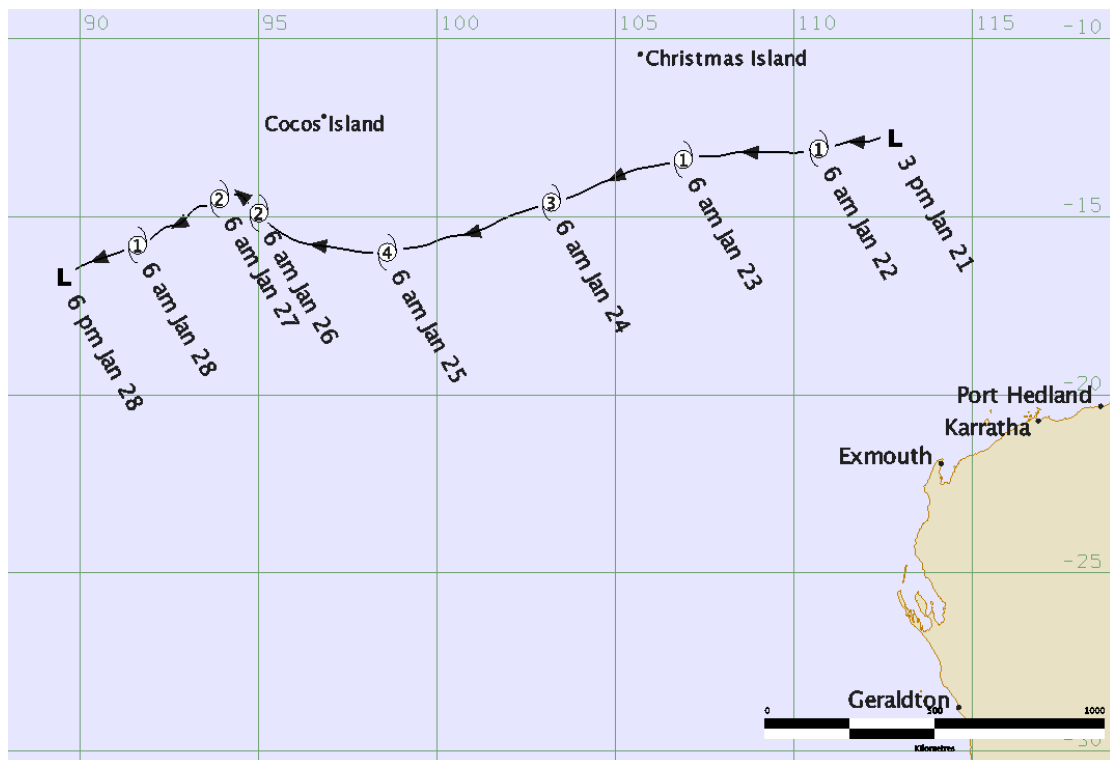 90 95 100 105 110 115 -10
Christmas Island
Cocos Island
L
1
1
2
2
3
1
4
L
3 pm Jan 21
6 am Jan 22
6 am Jan 23
6 am Jan 24
6 am Jan 25
6 am Jan 26
6 am Jan 27
6 am Jan 28
6 pm Jan 28
-15
-20
Port Hedland
Karratha
Exmouth
-25
Geraldton
0 500 1000
Kilometres
-30